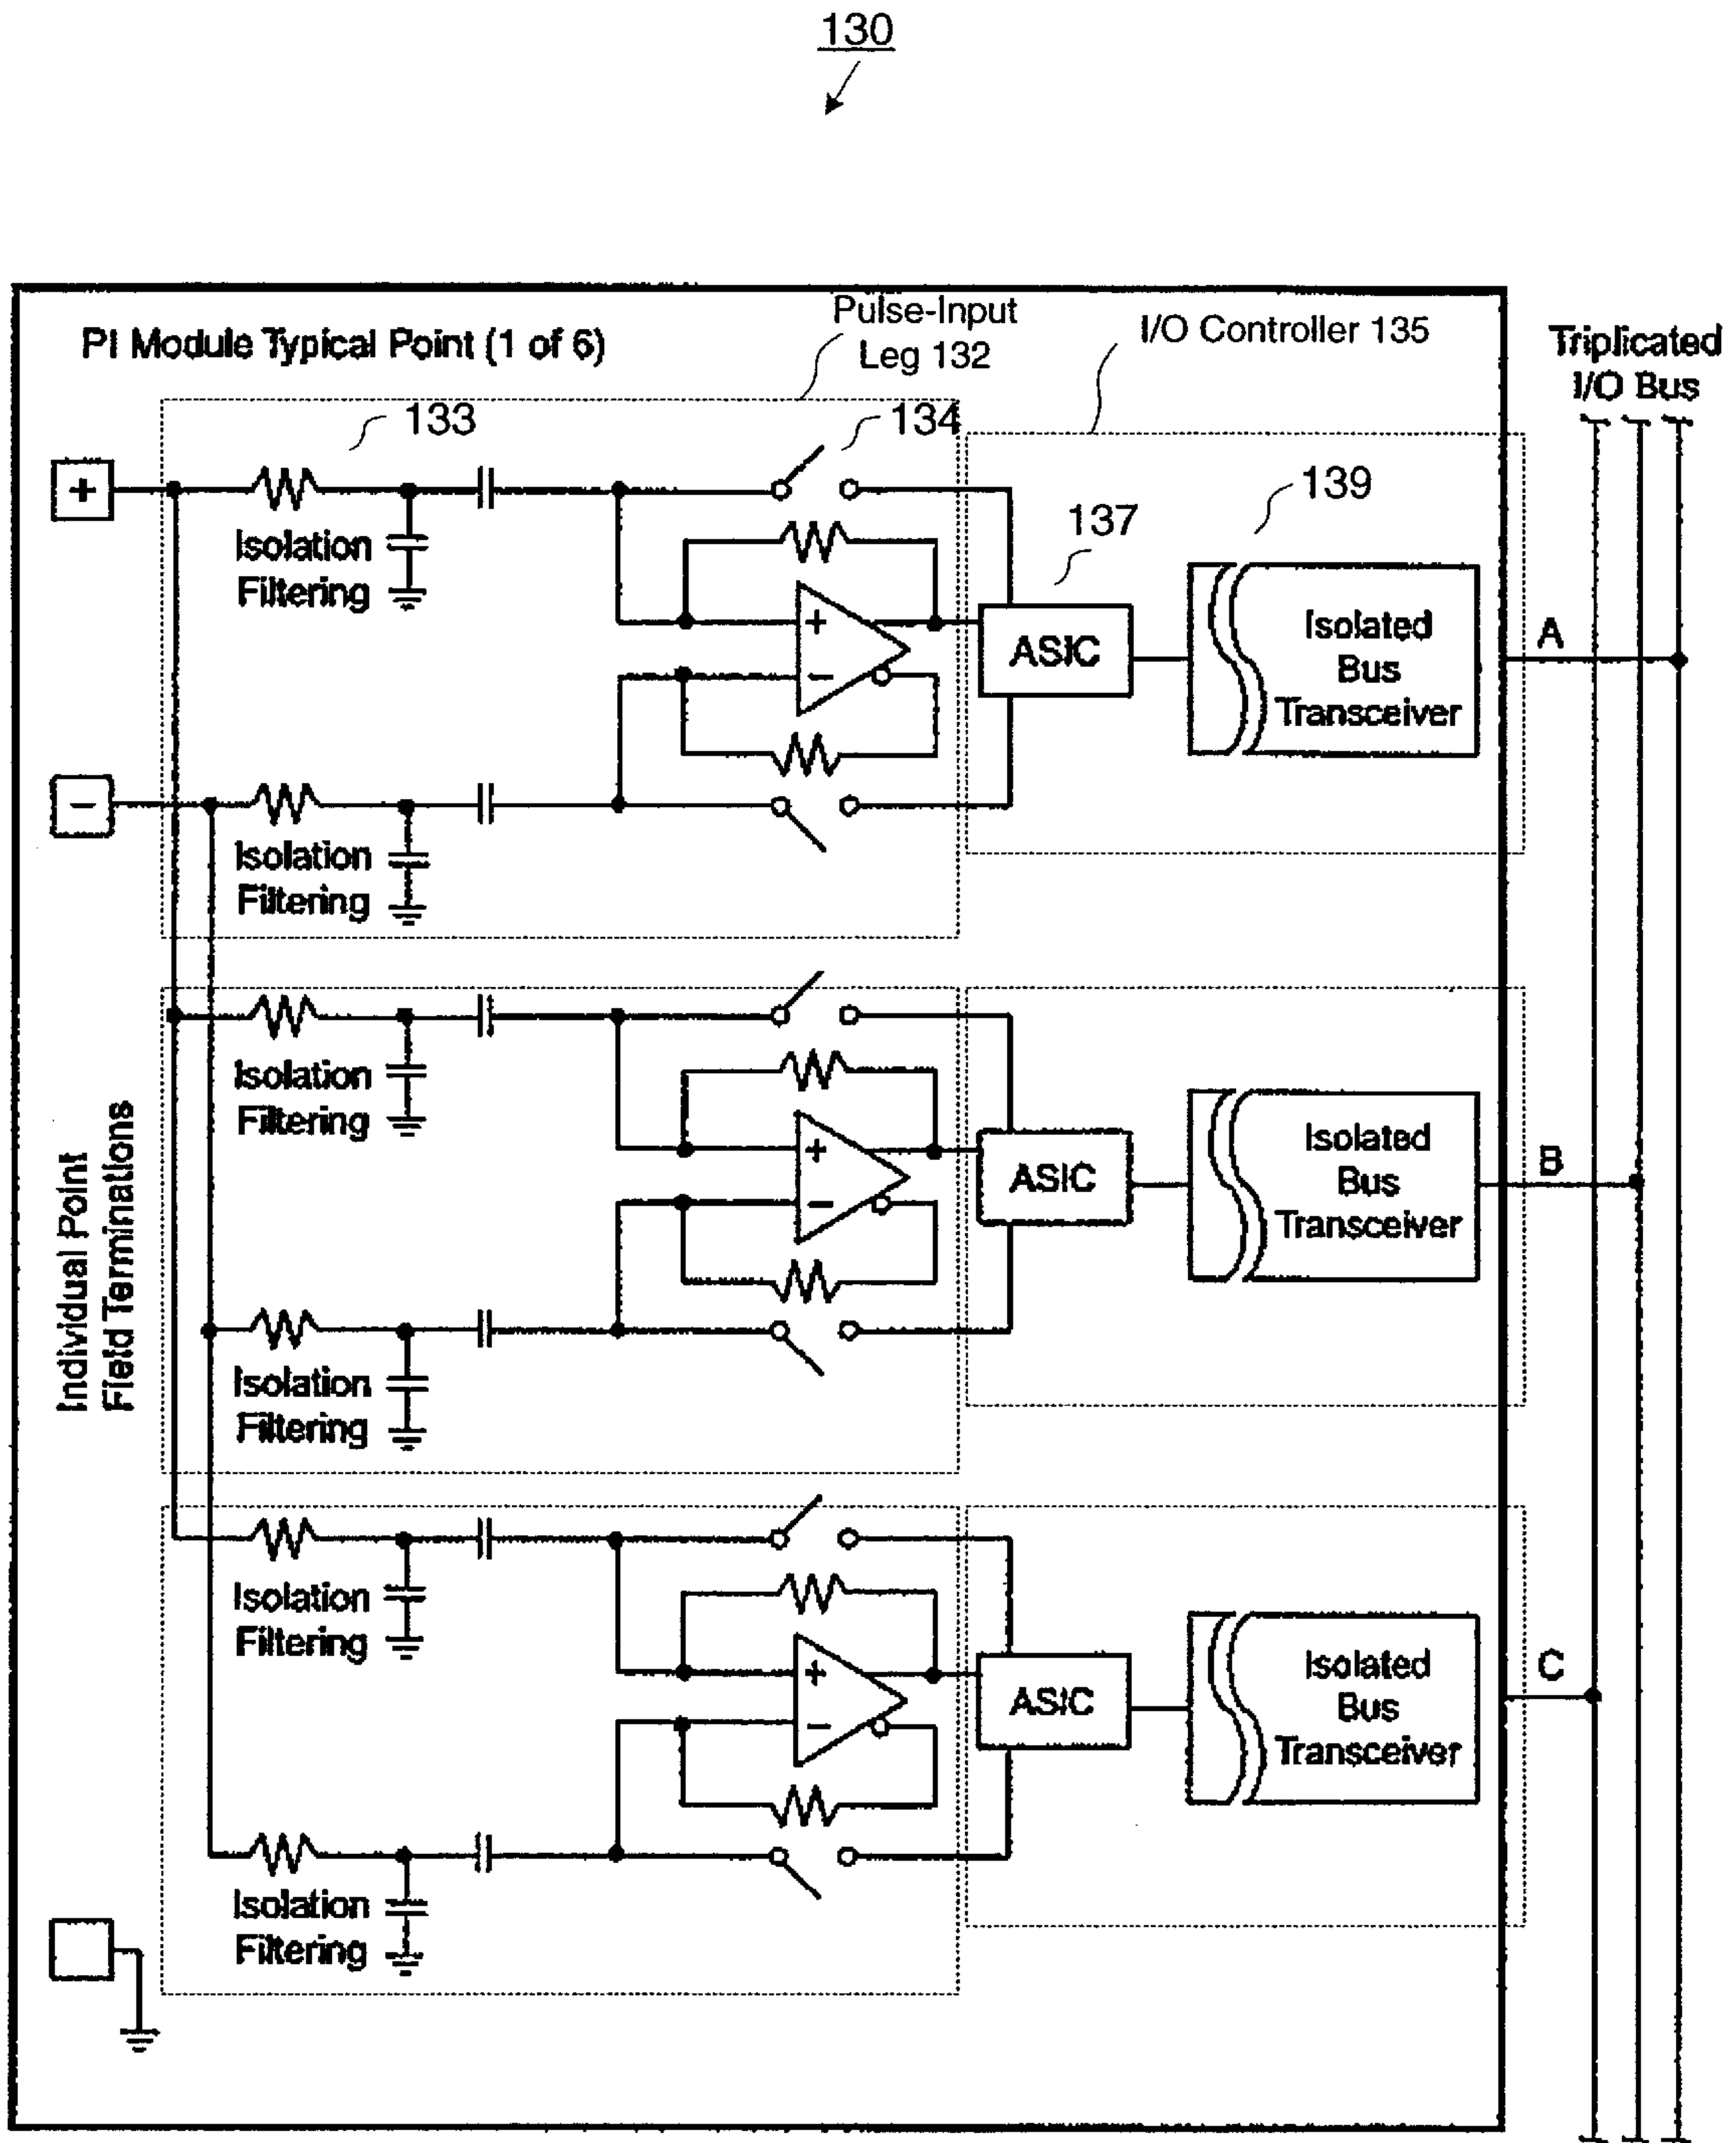 130
PI Module Typical Point (1 of 6)
Pulse-Input
Leg 132
I/O Controller 135
Triplicated
I/O Bus
133
134
137
139
+
Isolation
Filtering
+
−
ASIC
Isolated
Bus
Transceiver
A
−
Isolation
Filtering
Individual Point
Field Terminations
Isolation
Filtering
+
−
ASIC
Isolated
Bus
Transceiver
B
Isolation
Filtering
Isolation
Filtering
+
−
ASIC
Isolated
Bus
Transceiver
C
Isolation
Filtering